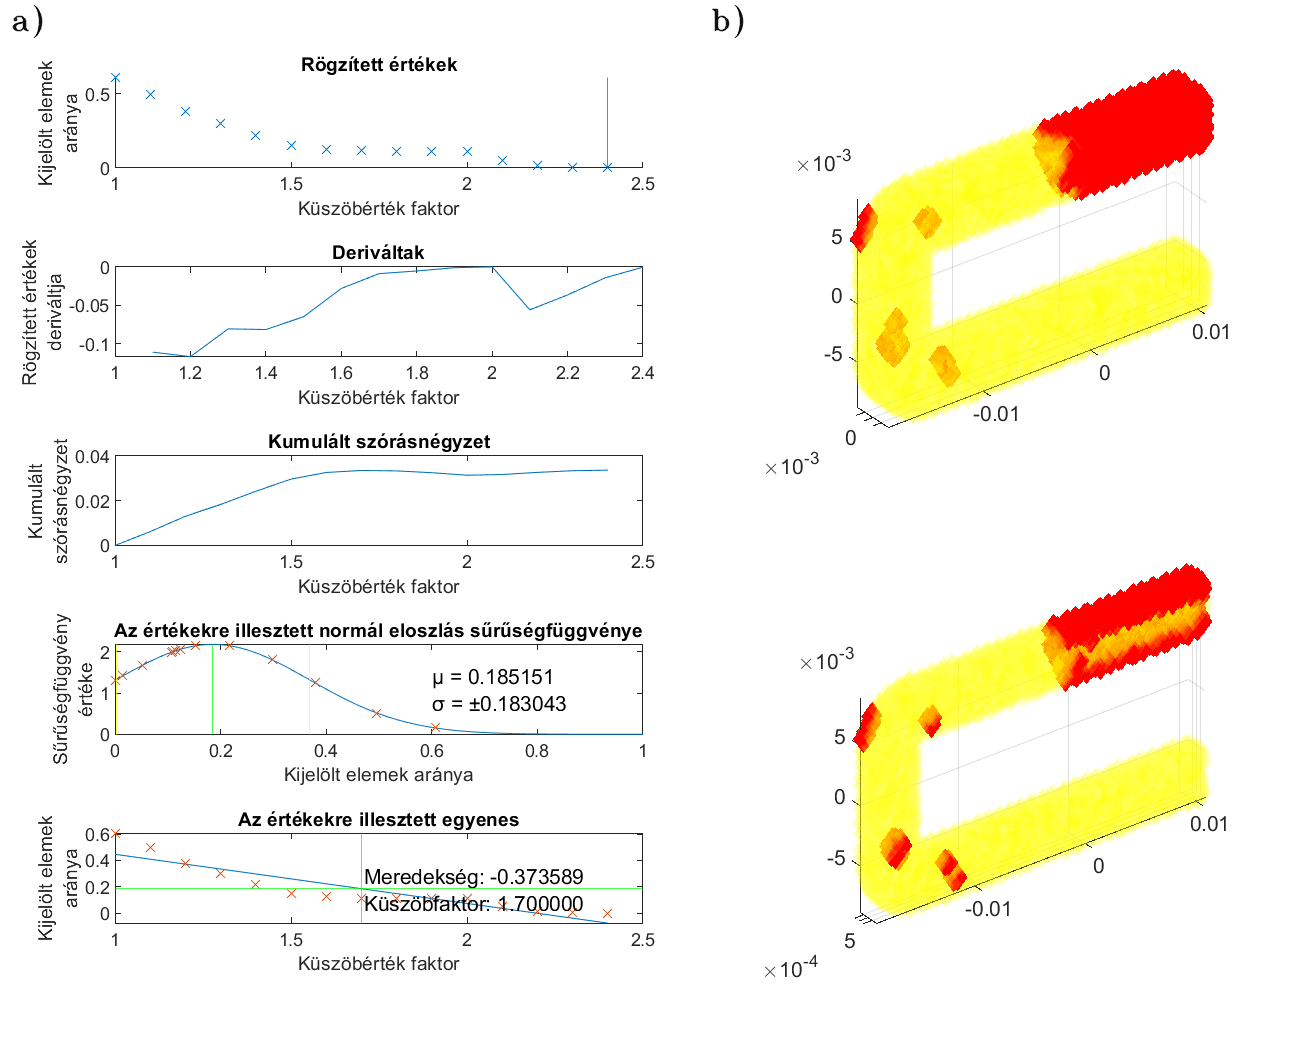 a)
Rögzített értékek
Kijelölt elemek
aránya
0.5
0
1
1.5
2
2.5
Küszöbérték faktor
Deriváltak
Rögzített értékek
deriváltja
0
-0.05
-0.1
1
1.2
1.4
1.6
1.8
2
2.2
2.4
Küszöbérték faktor
Kumulált szórásnégyzet
Kumulált
szórásnégyzet
0.04
0.02
0
1
1.5
2
2.5
Küszöbérték faktor
Az értékekre illesztett normál eloszlás sűrűségfüggvénye
Sűrűségfüggvény
értéke
2
1
0
μ = 0.185151
σ = ±0.183043
0
0.2
0.4
0.6
0.8
1
Kijelölt elemek aránya
Az értékekre illesztett egyenes
Kijelölt elemek
aránya
0.6
0.4
0.2
0
Meredekség: -0.373589
Küszöbfaktor: 1.700000
1
1.5
2
2.5
Küszöbérték faktor
b)
×10-3
5
0
-5
0.01
0
-0.01
0
×10-3
×10-3
5
0
-5
0.01
0
-0.01
5
×10-4